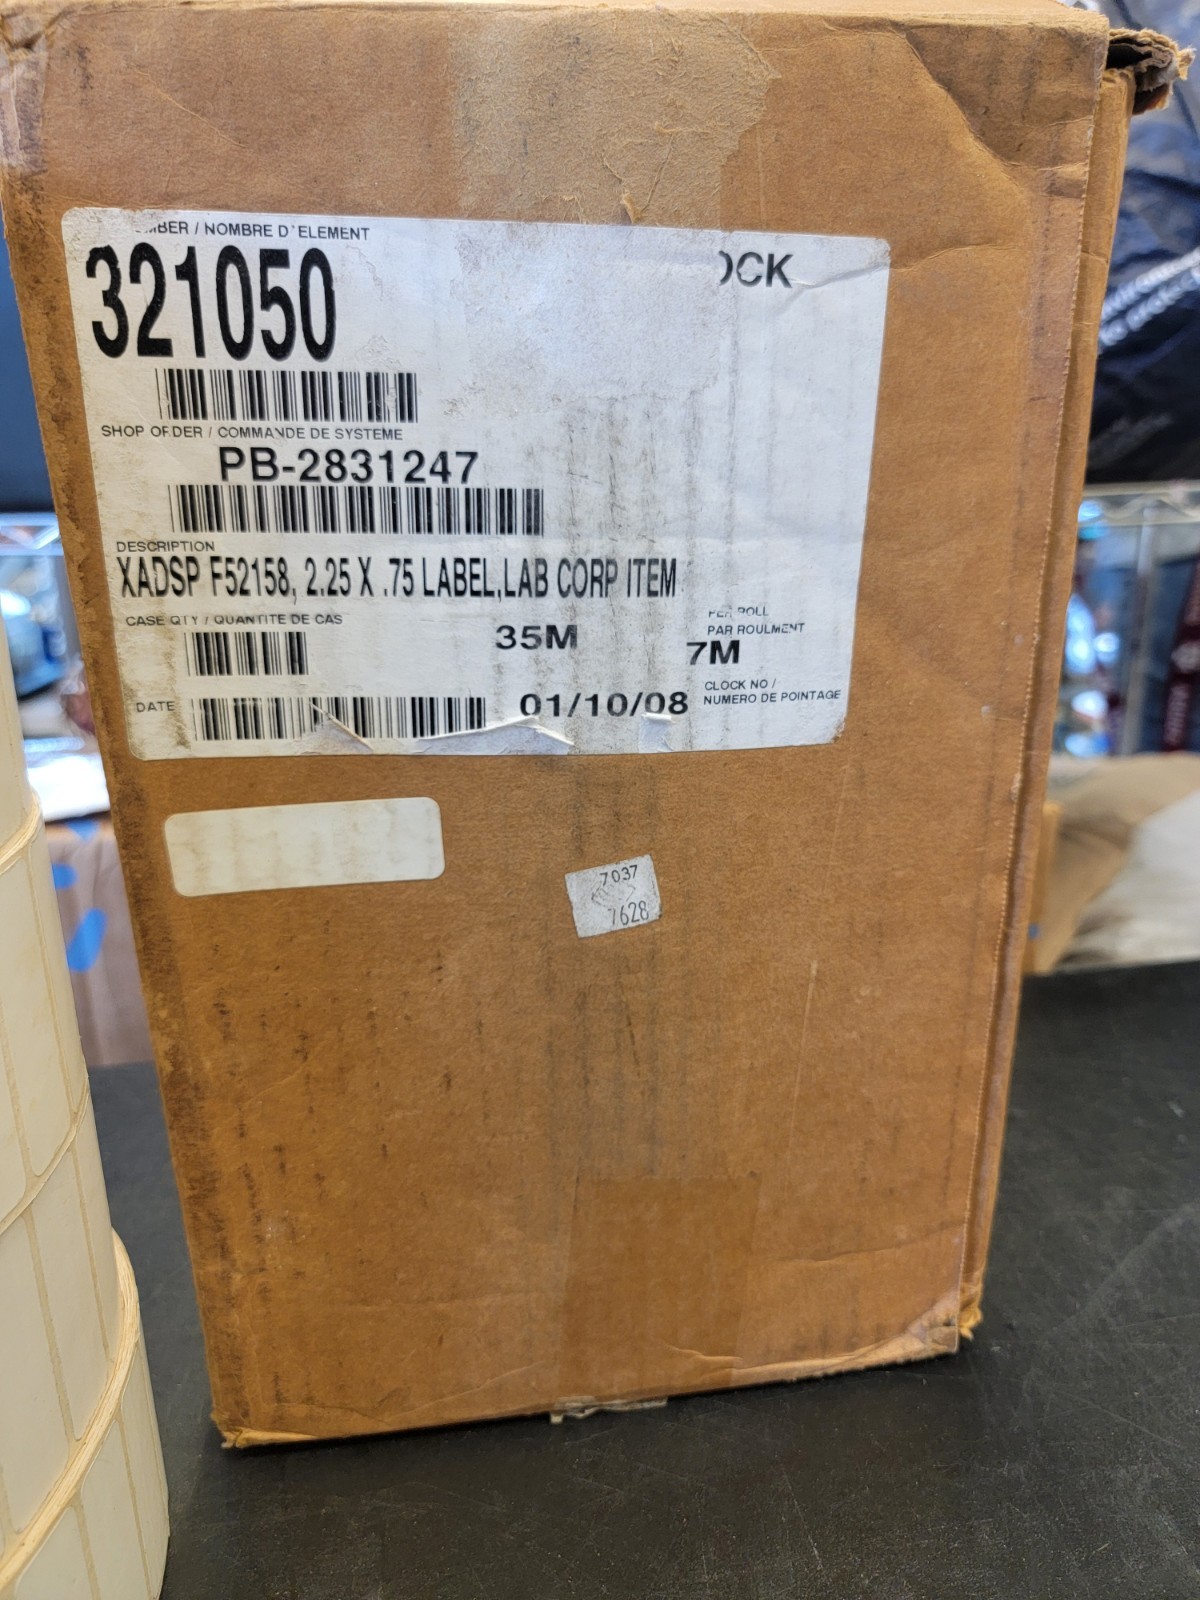 NUMBER / NOMBRE D'ELEMENT
321050
OCK
SHOP ORDER / COMMANDE DE SYSTEME
PB-2831247
DESCRIPTION
XADSP F52158, 2.25 X .75 LABEL,LAB CORP ITEM
CASE QTY / QUANTITE DE CAS
35M
PER ROLL
PAR ROULMENT
7M
DATE
01/10/08
CLOCK NO /
NUMERO DE POINTAGE
7037
7628